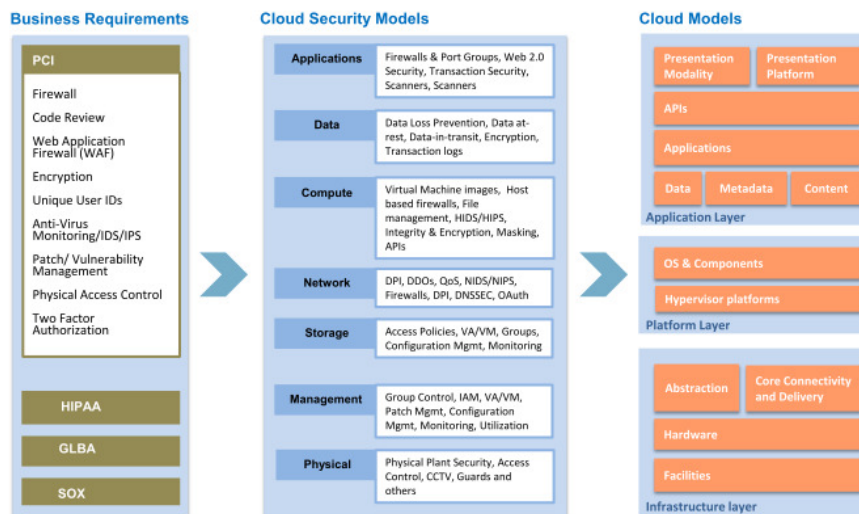 Business Requirements
PCI
Firewall
Code Review
Web Application
Firewall (WAF)
Encryption
Unique User IDs
Anti-Virus
Monitoring/IDS/IPS
Patch/ Vulnerability
Management
Physical Access Control
Two Factor
Authorization
HIPAA
GLBA
SOX
Cloud Security Models
Applications
Firewalls & Port Groups, Web 2.0
Security, Transaction Security,
Scanners, Scanners
Data
Data Loss Prevention, Data at-
rest, Data-in-transit, Encryption,
Transaction logs
Compute
Virtual Machine images, Host
based firewalls, File
management, HIDS/HIPS,
Integrity & Encryption, Masking,
APIs
Network
DPI, DDOs, QoS, NIDS/NIPS,
Firewalls, DPI, DNSSEC, OAuth
Storage
Access Policies, VA/VM, Groups,
Configuration Mgmt, Monitoring
Management
Group Control, IAM, VA/VM,
Patch Mgmt, Configuration
Mgmt, Monitoring, Utilization
Physical
Physical Plant Security, Access
Control, CCTV, Guards and
others
Cloud Models
Presentation
Modality
Presentation
Platform
APIs
Applications
Data
Metadata
Content
Application Layer
OS & Components
Hypervisor platforms
Platform Layer
Abstraction
Core Connectivity
and Delivery
Hardware
Facilities
Infrastructure layer